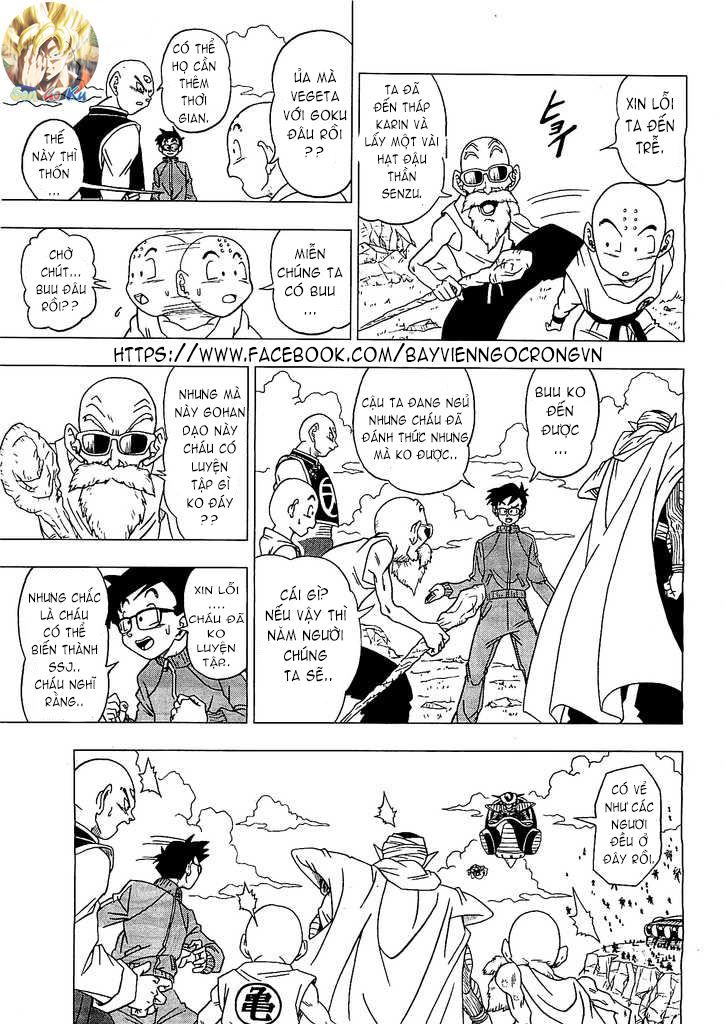 XIN LỖI
TA ĐẾN
TRỄ.
TA ĐÃ
ĐẾN THÁP
KARIN VÀ
LẤY MỘT VÀI
HẠT ĐẬU
THẦN
SENZU.
ヒョイ
ỦA MÀ
VEGETA
VỚI GOKU
ĐÂU RỒI
??
CÓ THỂ
HỌ CẦN
THÊM
THỜI
GIAN.
THẾ
NÀY THÌ
THỐN
...
MIỄN
CHÚNG TA
CÓ BUU
...
CHỜ
CHÚT...
BUU ĐÂU
RỒI??
HTTPS://WWW.FACEBOOK.COM/BAYVIENNGOCRONGVN
BUU KO
ĐẾN
ĐƯỢC
...
CẬU TA ĐANG NGỦ
NHƯNG CHÁU ĐÃ
ĐÁNH THỨC NHƯNG
MÀ KO ĐƯỢC..
CÁI GÌ?
NẾU VẬY THÌ
NĂM NGƯỜI
CHÚNG
TA SẼ..
NHƯNG MÀ
NÀY GOHAN
DẠO NÀY
CHÁU CÓ
LUYỆN
TẬP GÌ
KO ĐẤY
??
XIN LỖI
....
CHÁU ĐÃ
KO LUYỆN
TẬP.
NHƯNG CHẮC
LÀ CHÁU
CÓ THỂ
BIẾN THÀNH
SSJ..
CHÁU NGHĨ
RẰNG..
CÓ VẺ
NHƯ CÁC
NGƯƠI
ĐỀU Ở
ĐÂY RỒI.
亀